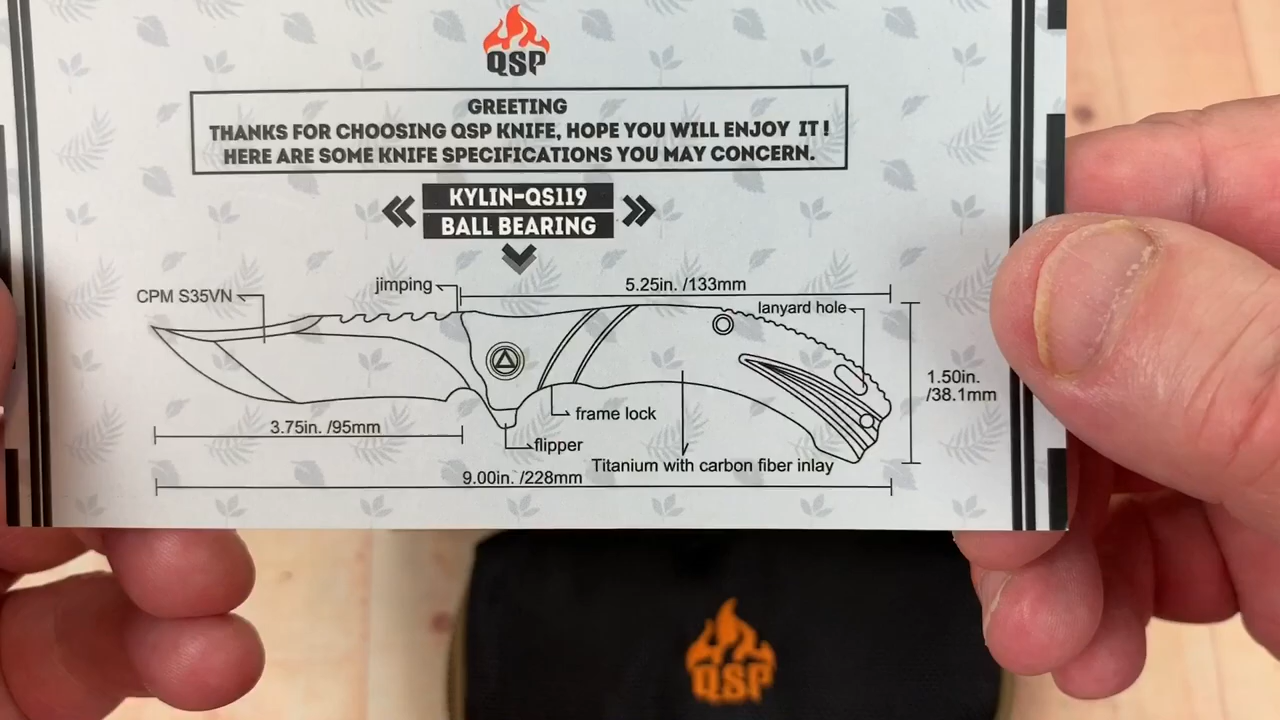 QSP
GREETING
THANKS FOR CHOOSING QSP KNIFE, HOPE YOU WILL ENJOY IT !
HERE ARE SOME KNIFE SPECIFICATIONS YOU MAY CONCERN.
KYLIN-QS119
BALL BEARING
jimping
5.25in. /133mm
CPM S35VN
lanyard hole
1.50in.
/38.1mm
frame lock
3.75in. /95mm
flipper
Titanium with carbon fiber inlay
9.00in. /228mm
QSP